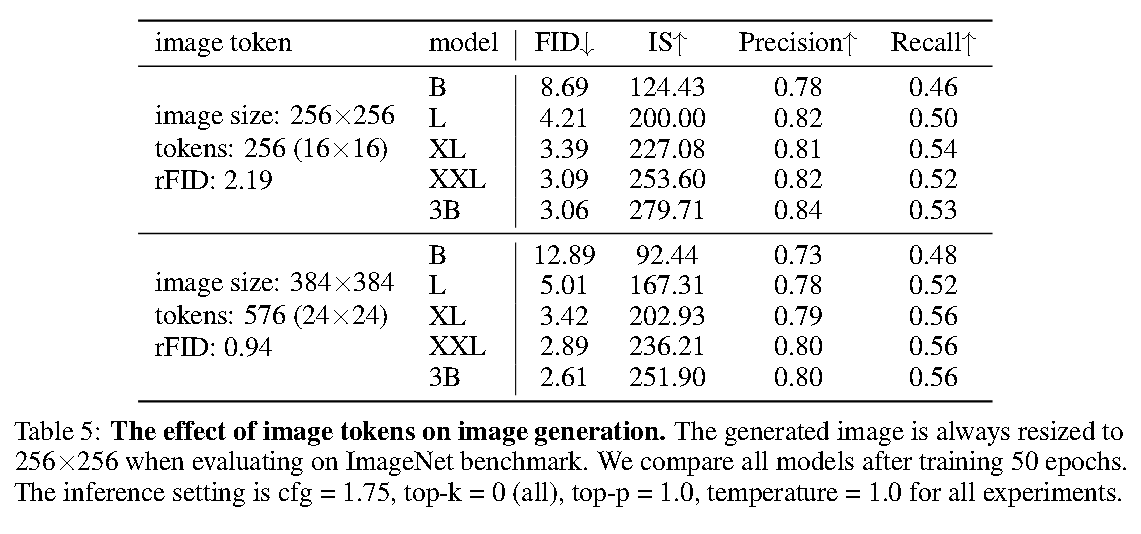 image token model FID↓ IS↑ Precision↑ Recall↑
B 8.69 124.43 0.78 0.46
image size: 256×256 L 4.21 200.00 0.82 0.50
tokens: 256 (16×16) XL 3.39 227.08 0.81 0.54
rFID: 2.19 XXL 3.09 253.60 0.82 0.52
3B 3.06 279.71 0.84 0.53
B 12.89 92.44 0.73 0.48
image size: 384×384 L 5.01 167.31 0.78 0.52
tokens: 576 (24×24) XL 3.42 202.93 0.79 0.56
rFID: 0.94 XXL 2.89 236.21 0.80 0.56
3B 2.61 251.90 0.80 0.56
Table 5: The effect of image tokens on image generation. The generated image is always resized to
256×256 when evaluating on ImageNet benchmark. We compare all models after training 50 epochs.
The inference setting is cfg = 1.75, top-k = 0 (all), top-p = 1.0, temperature = 1.0 for all experiments.